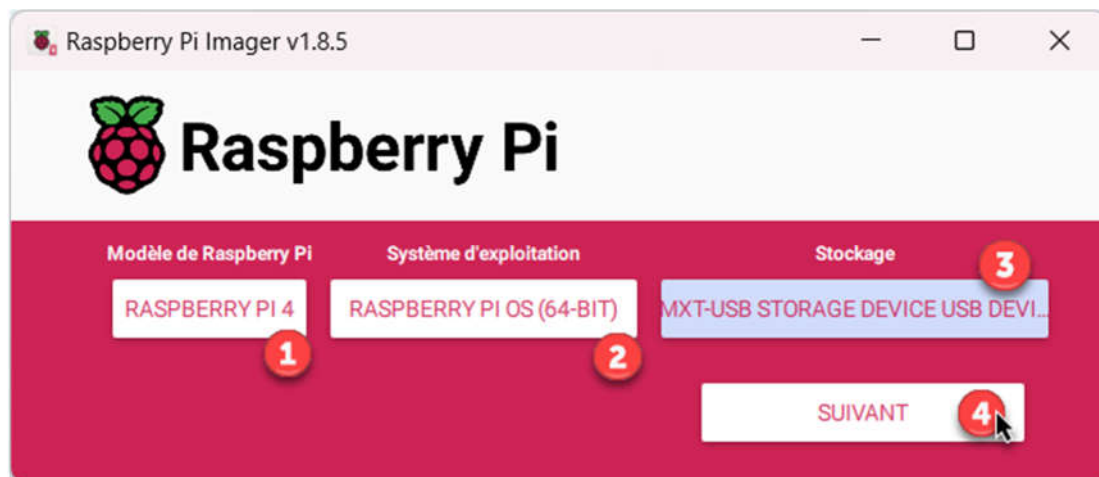 Raspberry Pi Imager v1.8.5
Raspberry Pi
Modèle de Raspberry Pi
Système d'exploitation
Stockage
3
RASPBERRY PI 4
RASPBERRY PI OS (64-BIT)
MXT-USB STORAGE DEVICE USB DEVI...
1
2
SUIVANT
4